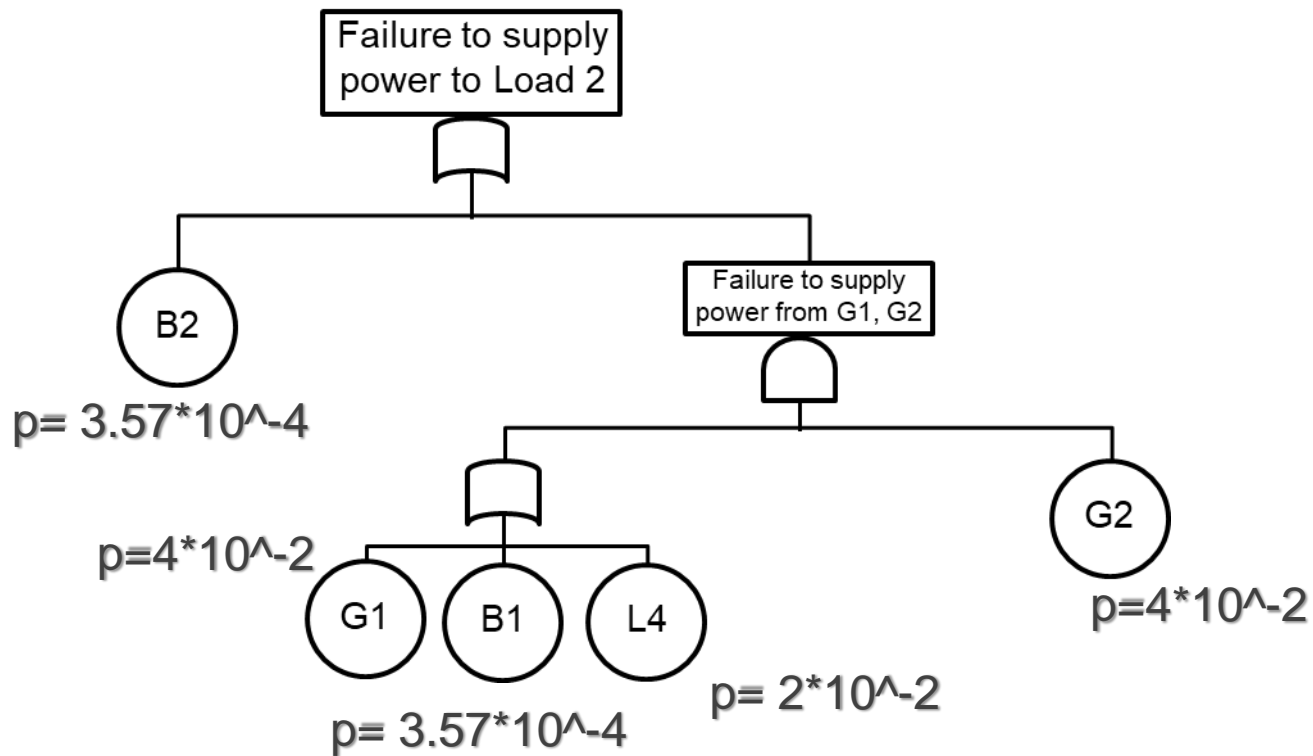 Failure to supply
power to Load 2
B2
Failure to supply
power from G1, G2
p= 3.57*10^-4
G2
p=4*10^-2
G1
B1
L4
p=4*10^-2
p= 2*10^-2
p= 3.57*10^-4